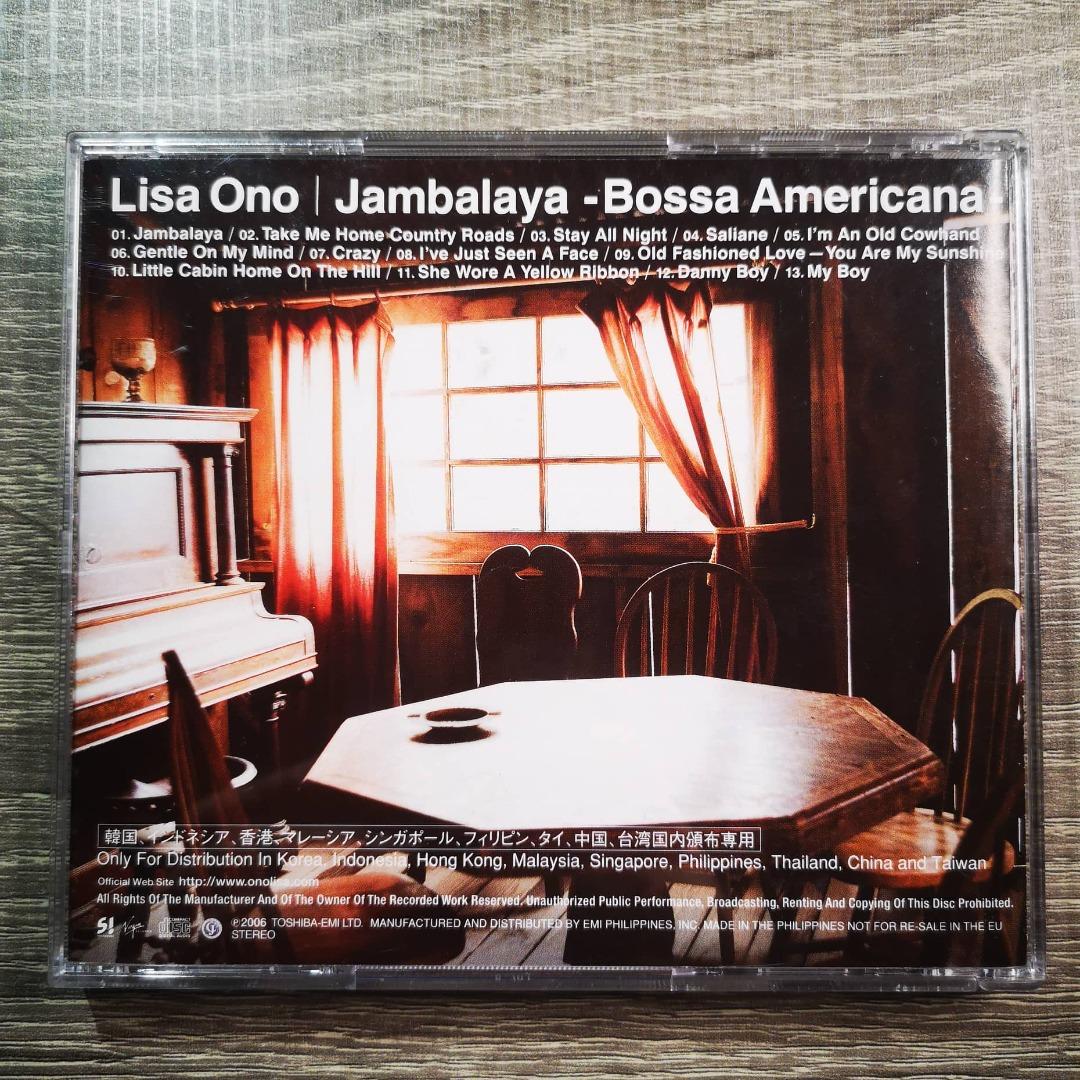 Lisa Ono | Jambalaya -Bossa Americana-
01. Jambalaya / 02. Take Me Home Country Roads / 03. Stay All Night / 04. Saliane / 05. I'm An Old Cowhand
06. Gentle On My Mind / 07. Crazy / 08. I've Just Seen A Face / 09. Old Fashioned Love — You Are My Sunshine
10. Little Cabin Home On The Hill / 11. She Wore A Yellow Ribbon / 12. Danny Boy / 13. My Boy
韓国、インドネシア、香港、マレーシア、シンガポール、フィリピン、タイ、中国、台湾国内頒布専用
Only For Distribution In Korea, Indonesia, Hong Kong, Malaysia, Singapore, Philippines, Thailand, China and Taiwan
Official Web Site http://www.onolisa.com
All Rights Of The Manufacturer And Of The Owner Of The Recorded Work Reserved. Unauthorized Public Performance, Broadcasting, Renting And Copying Of This Disc Prohibited.
S! Virgin COMPACT disc DIGITAL AUDIO ℗2006 TOSHIBA-EMI LTD. MANUFACTURED AND DISTRIBUTED BY EMI PHILIPPINES, INC. MADE IN THE PHILIPPINES NOT FOR RE-SALE IN THE EU
STEREO